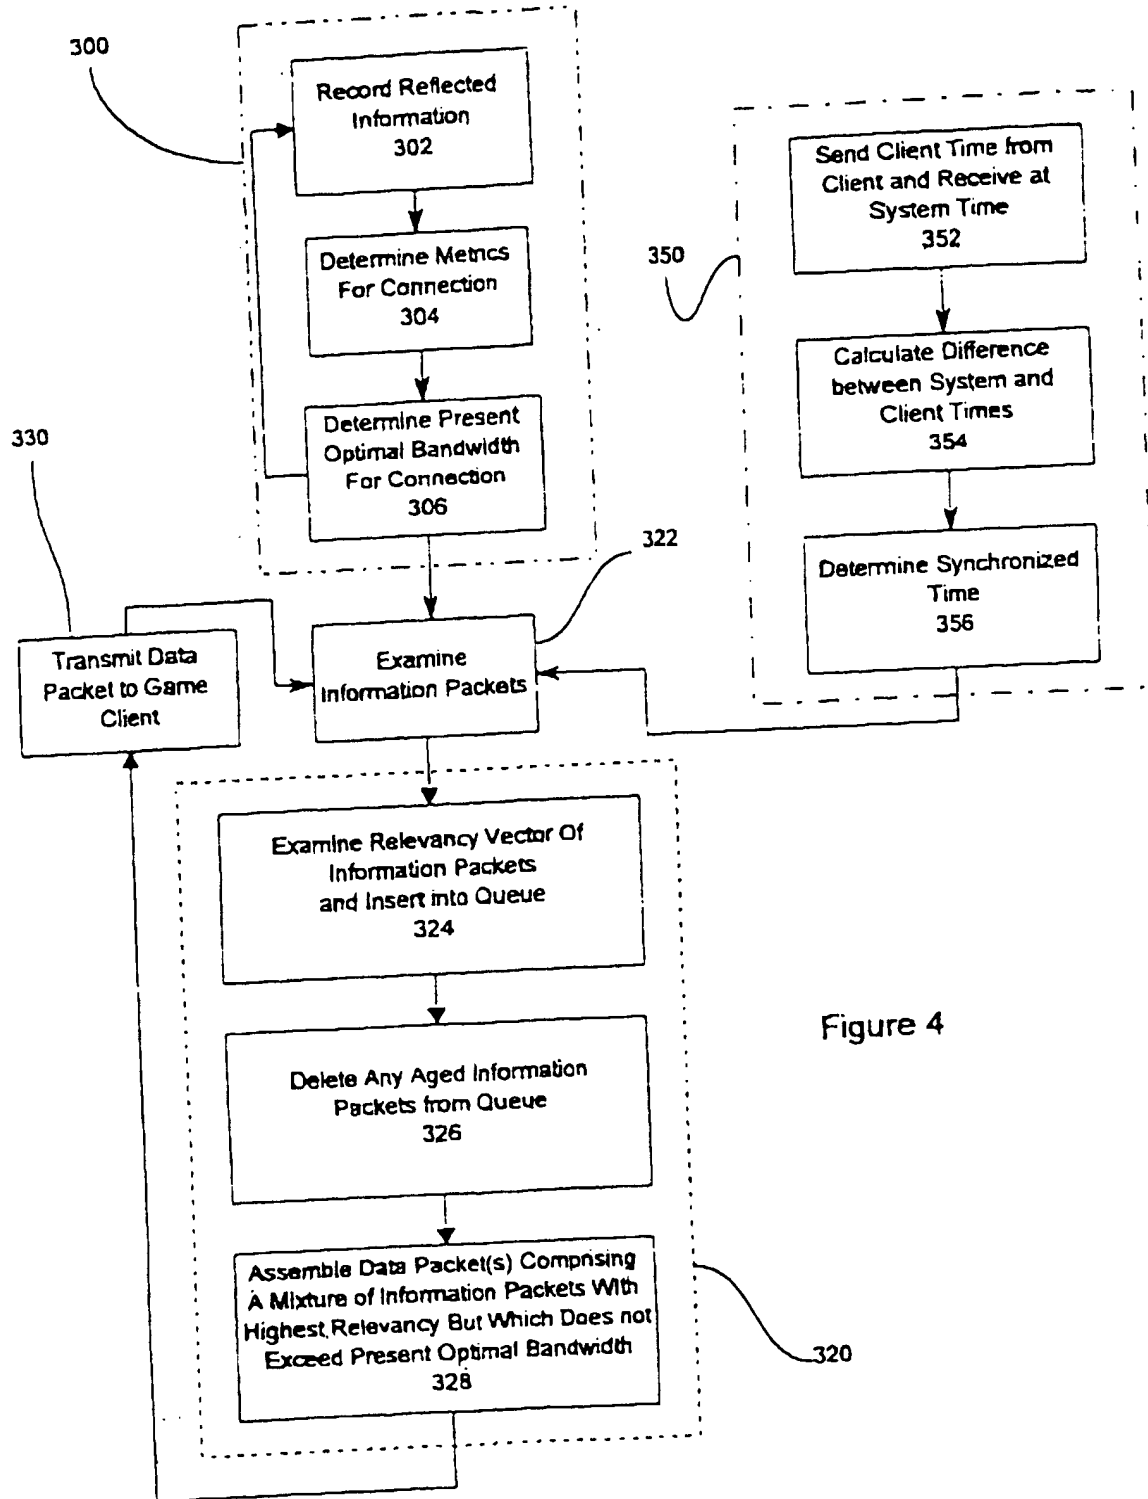 300
Record Reflected
Information
302
Determine Metrics
For Connection
304
Determine Present
Optimal Bandwidth
For Connection
306
350
Send Client Time from
Client and Receive at
System Time
352
Calculate Difference
between System and
Client Times
354
Determine Synchronized
Time
356
330
Transmit Data
Packet to Game
Client
322
Examine
Information Packets
Examine Relevancy Vector Of
Information Packets
and Insert into Queue
324
Delete Any Aged Information
Packets from Queue
326
Assemble Data Packet(s) Comprising
A Mixture of Information Packets With
Highest Relevancy But Which Does not
Exceed Present Optimal Bandwidth
328
320
Figure 4